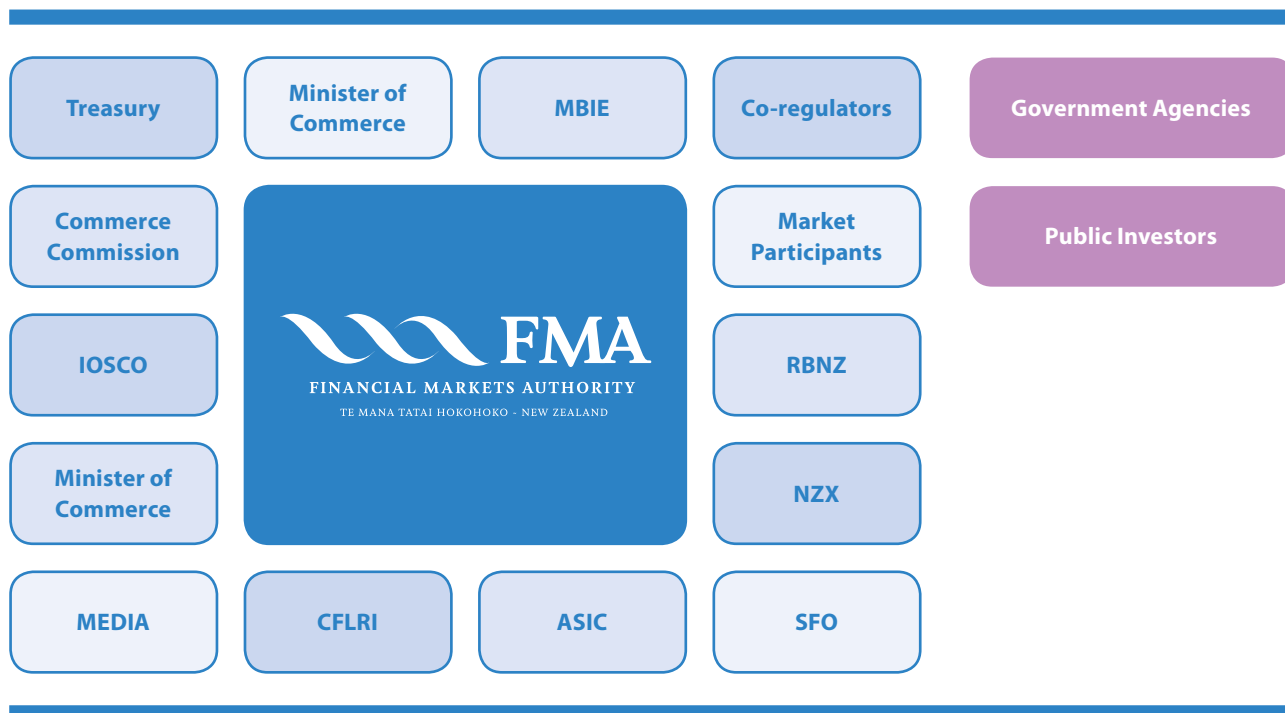 Treasury
Minister of
Commerce
MBIE
Co-regulators
Government Agencies
Commerce
Commission
Market
Participants
Public Investors
IOSCO
FMA
FINANCIAL MARKETS AUTHORITY
TE MANA TATAI HOKOHOKO - NEW ZEALAND
RBNZ
Minister of
Commerce
NZX
MEDIA
CFLRI
ASIC
SFO